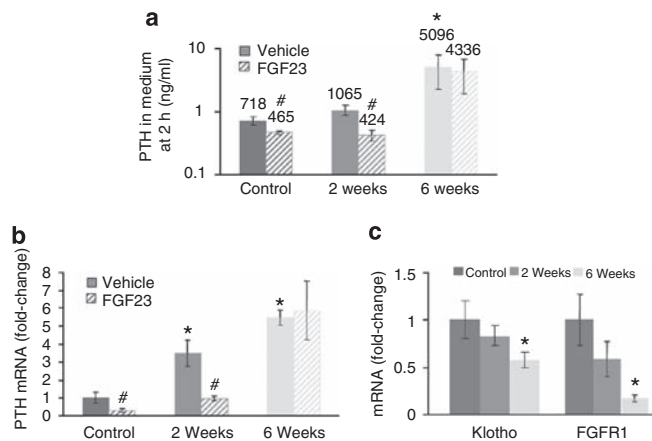 a
PTH in medium
at 2 h (ng/ml)
10
1
0.1
Vehicle
FGF23
718
#
465
1065
#
424
*
5096
4336
Control
2 weeks
6 weeks
b
PTH mRNA (fold-change)
8
7
6
5
4
3
2
1
0
Vehicle
FGF23
#
*
#
*
Control
2 Weeks
6 Weeks
c
mRNA (fold-change)
1.5
1
0.5
0
Control 2 Weeks 6 Weeks
*
*
Klotho
FGFR1